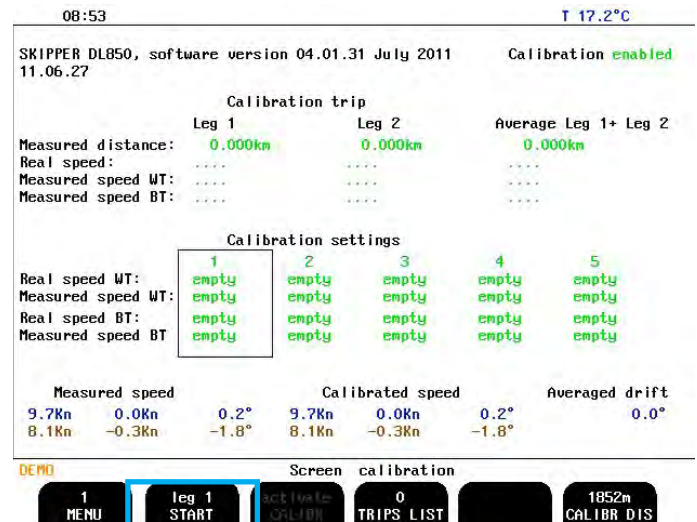 08:53 T 17.2°C
SKIPPER DL850, software version 04.01.31 July 2011 Calibration enabled
11.06.27
Calibration trip
Leg 1 Leg 2 Average Leg 1+ Leg 2
Measured distance: 0.000km 0.000km 0.000km
Real speed: .... .... ....
Measured speed WT: .... .... ....
Measured speed BT: .... .... ....
Calibration settings
1 2 3 4 5
Real speed WT: empty empty empty empty empty
Measured speed WT: empty empty empty empty empty
Real speed BT: empty empty empty empty empty
Measured speed BT empty empty empty empty empty
Measured speed Calibrated speed Averaged drift
9.7Kn 0.0Kn 0.2° 9.7Kn 0.0Kn 0.2° 0.0°
8.1Kn -0.3Kn -1.8° 8.1Kn -0.3Kn -1.8°
DEMO Screen calibration
1 leg 1 activate 0 1852m
MENU START TRIPS LIST CALIBR DIS